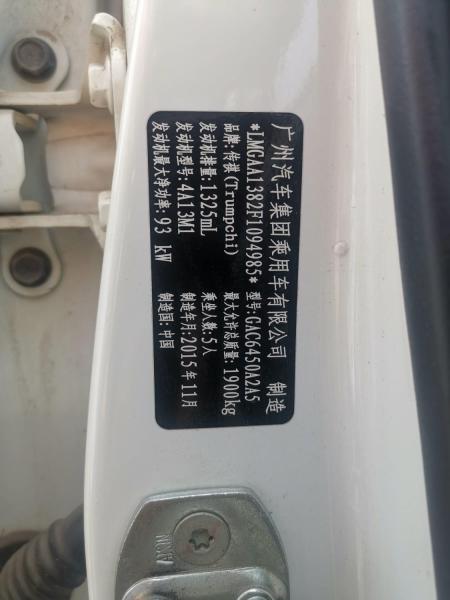 广州汽车集团乘用车有限公司 制造
*LMGAA1382F1094985* 型号:GAC6450A2A5
品牌:传祺(Trumpchi) 最大允许总质量:1900kg
发动机排量:1325mL 乘坐人数:5人
发动机型号:4A13M1 制造年月:2015年11月
发动机最大净功率:93 kW 制造国:中国